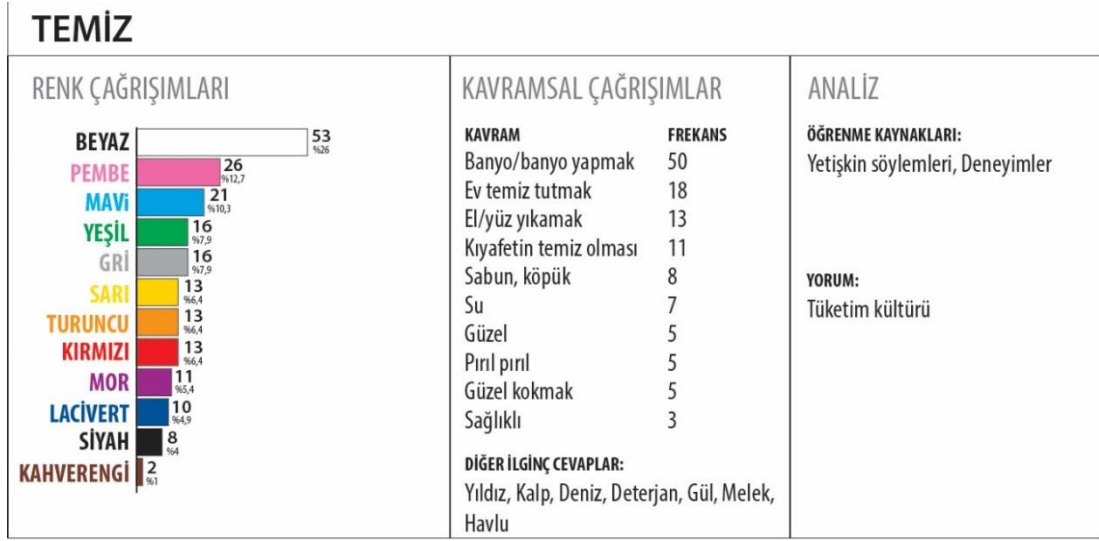 TEMİZ
RENK ÇAĞRIŞIMLARI
BEYAZ 53 %26
PEMBE 26 %12,7
MAVi 21 %10,3
YEŞİL 16 %7,9
GRİ 16 %7,9
SARI 13 %6,4
TURUNCU 13 %6,4
KIRMIZI 13 %6,4
MOR 11 %5,4
LACİVERT 10 %4,9
SİYAH 8 %4
KAHVERENGİ 2 %1
KAVRAMSAL ÇAĞRIŞIMLAR
KAVRAM FREKANS
Banyo/banyo yapmak 50
Ev temiz tutmak 18
El/yüz yıkamak 13
Kıyafetin temiz olması 11
Sabun, köpük 8
Su 7
Güzel 5
Pırıl pırıl 5
Güzel kokmak 5
Sağlıklı 3
DİĞER İLGİNÇ CEVAPLAR:
Yıldız, Kalp, Deniz, Deterjan, Gül, Melek,
Havlu
ANALİZ
ÖĞRENME KAYNAKLARI:
Yetişkin söylemleri, Deneyimler
YORUM:
Tüketim kültürü